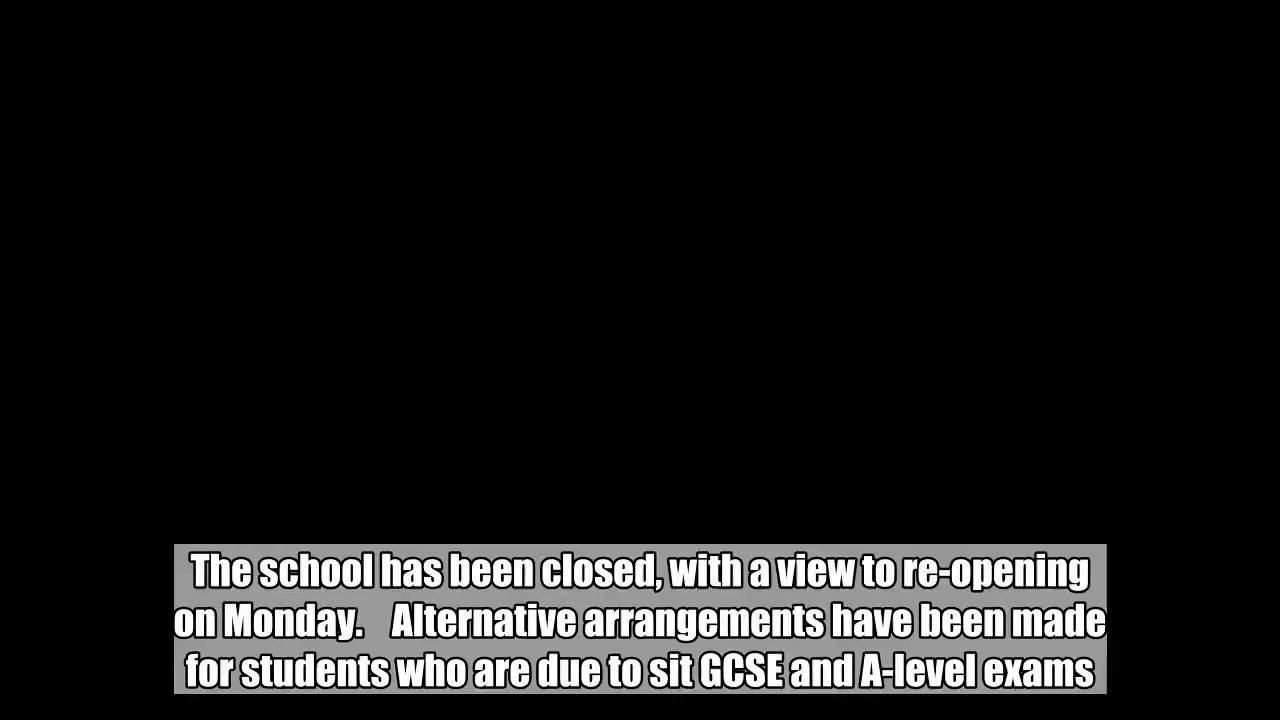 The school has been closed, with a view to re-opening
on Monday.    Alternative arrangements have been made
for students who are due to sit GCSE and A-level exams